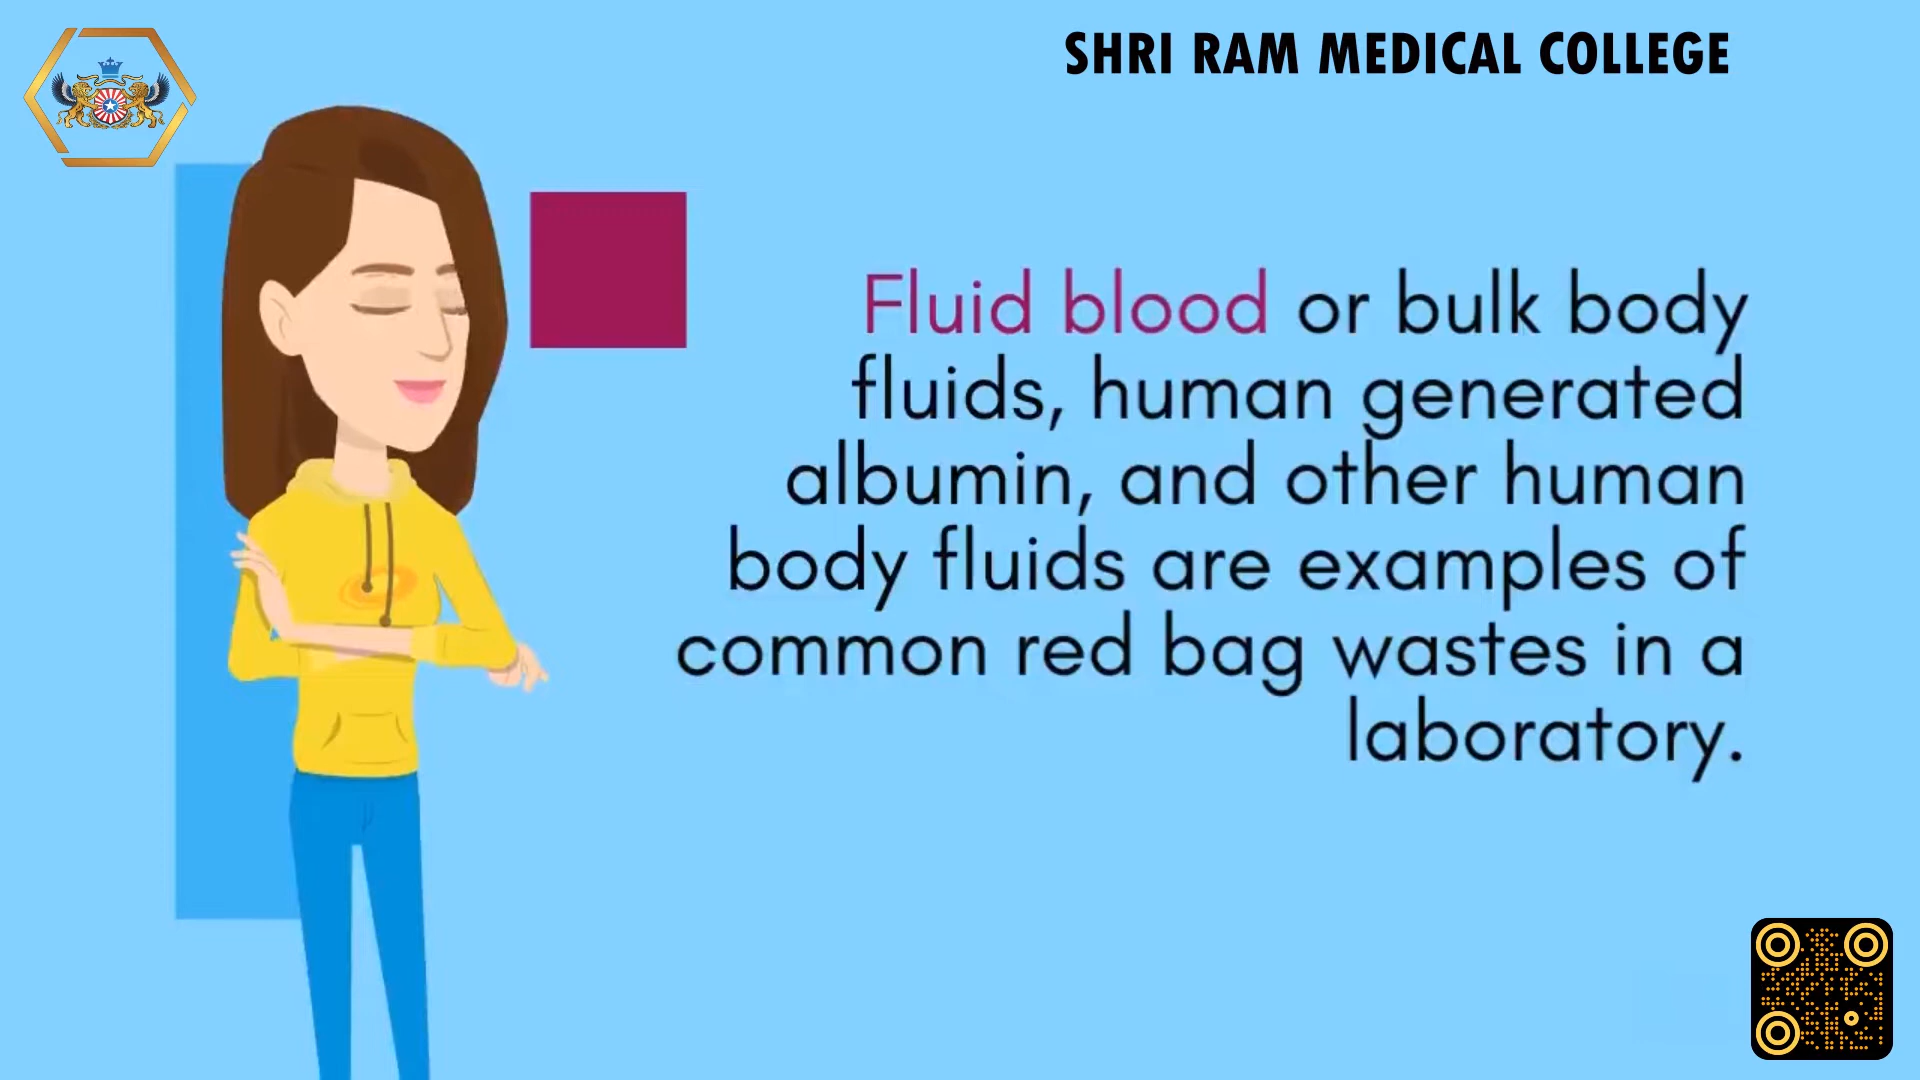 SHRI RAM MEDICAL COLLEGE
Fluid blood or bulk body
fluids, human generated
albumin, and other human
body fluids are examples of
common red bag wastes in a
laboratory.